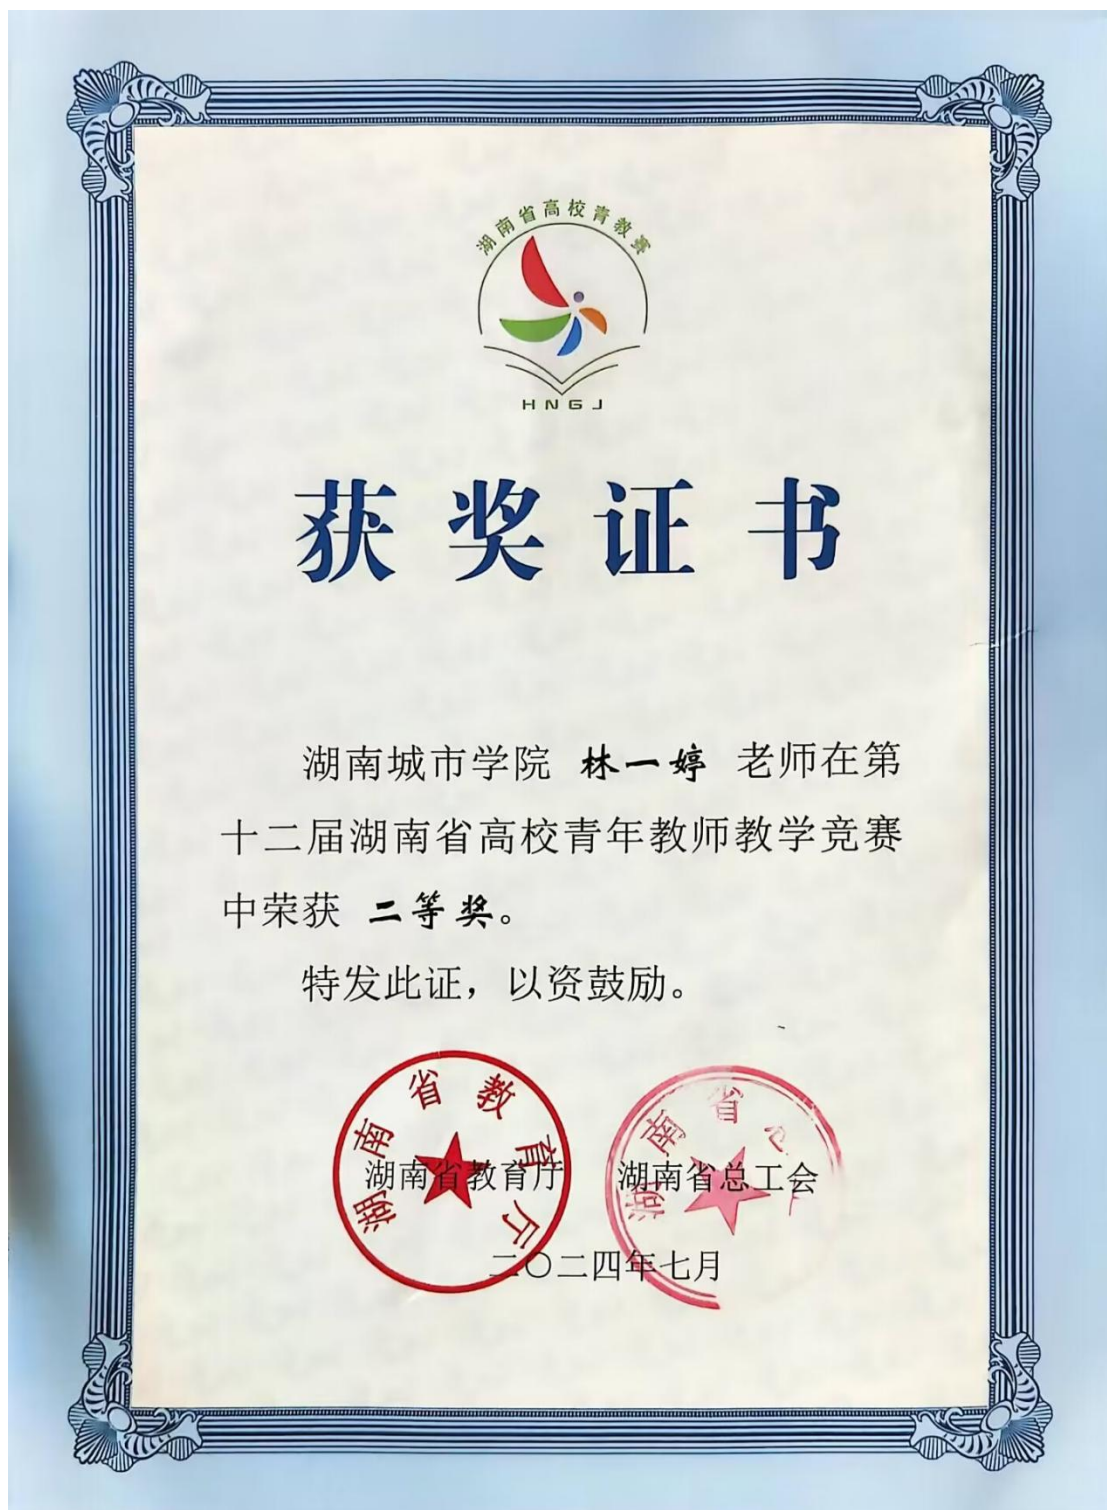 湖南省高校青教赛
HNGJ
获奖证书
湖南城市学院 林一婷 老师在第
十二届湖南省高校青年教师教学竞赛
中荣获 二等奖。
特发此证，以资鼓励。
湖南省教育厅
湖南省教育厅 湖南省总工会
湖南省总
二〇二四年七月